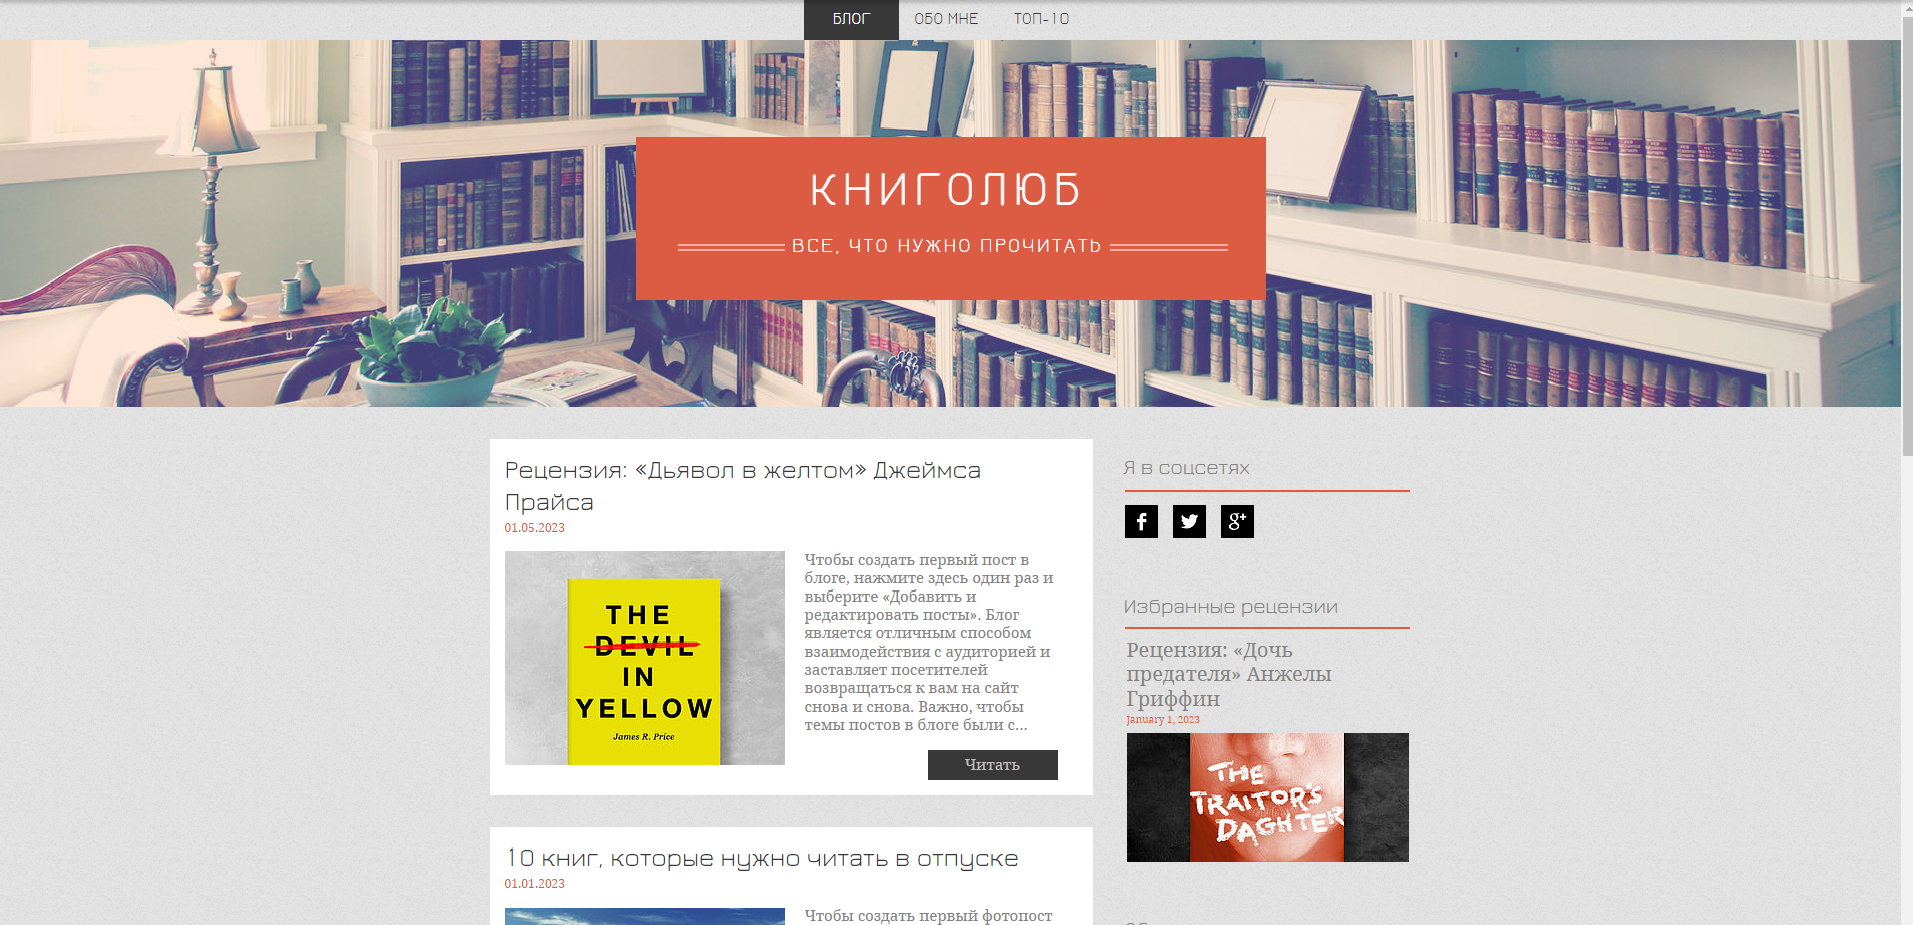 БЛОГ
ОБО МНЕ
ТОП-10
КНИГОЛЮБ
ВСЕ, ЧТО НУЖНО ПРОЧИТАТЬ
Рецензия: «Дьявол в желтом» Джеймса
Прайса
01.05.2023
THE
DEVIL
IN
YELLOW
James R. Price
Чтобы создать первый пост в
блоге, нажмите здесь один раз и
выберите «Добавить и
редактировать посты». Блог
является отличным способом
взаимодействия с аудиторией и
заставляет посетителей
возвращаться к вам на сайт
снова и снова. Важно, чтобы
темы постов в блоге были с...
Читать
10 книг, которые нужно читать в отпуске
01.01.2023
Чтобы создать первый фотопост
Я в соцсетях
Избранные рецензии
Рецензия: «Дочь
предателя» Анжелы
Гриффин
January 1, 2023
THE
TRAITOR'S
DAGHTER